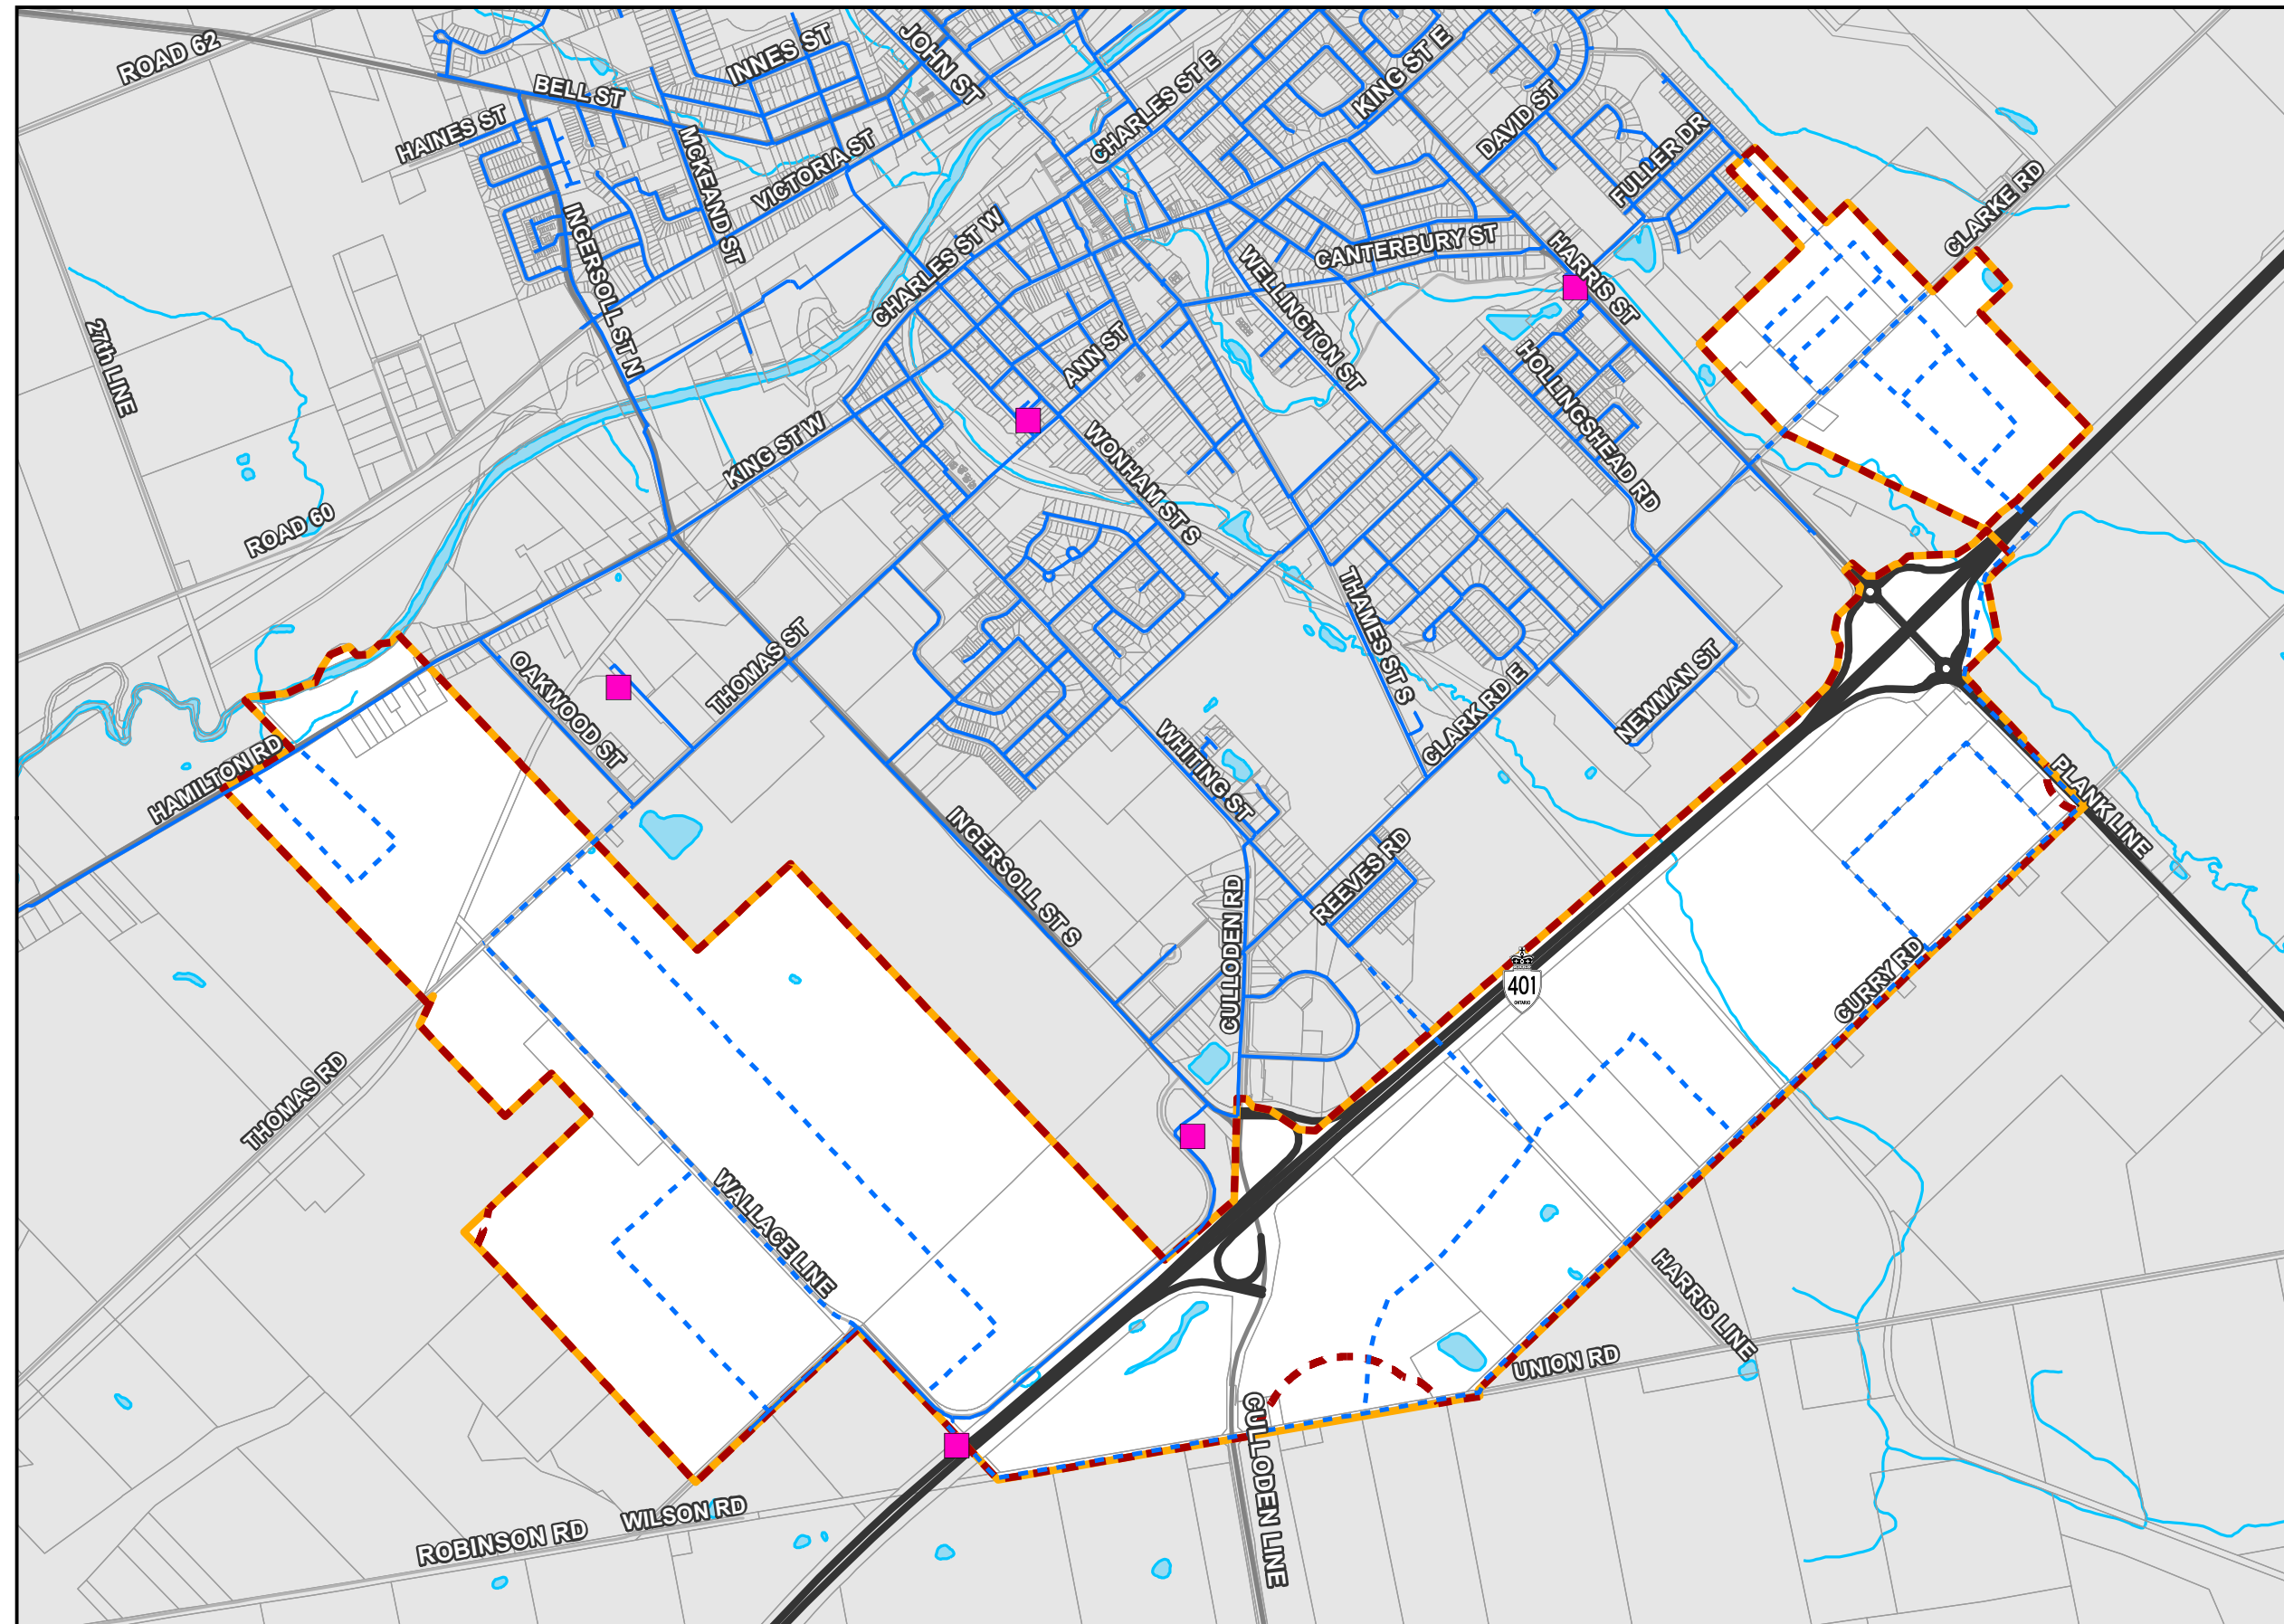 ROAD 62
INNES ST
JOHN ST
BELL ST
CHARLES ST E
KING ST E
DAVID ST
HAINES ST
MCKEAND ST
VICTORIA ST
FULLER DR
CLARKE RD
INGERSOLL ST N
CHARLES ST W
WELLINGTON ST
CANTERBURY ST
HARRIS ST
27th LINE
ANN ST
HOLLINGSHEAD RD
KING ST W
WONHAM ST S
ROAD 60
THAMES ST S
OAKWOOD ST
THOMAS ST
NEWMAN ST
CLARK RD E
HAMILTON RD
WHITING ST
PLANK LINE
INGERSOLL ST S
REEVES RD
CULLODEN RD
401
ONTARIO
CURRY RD
THOMAS RD
WALLACE LINE
HARRIS LINE
UNION RD
CULLODEN LINE
WILSON RD
ROBINSON RD